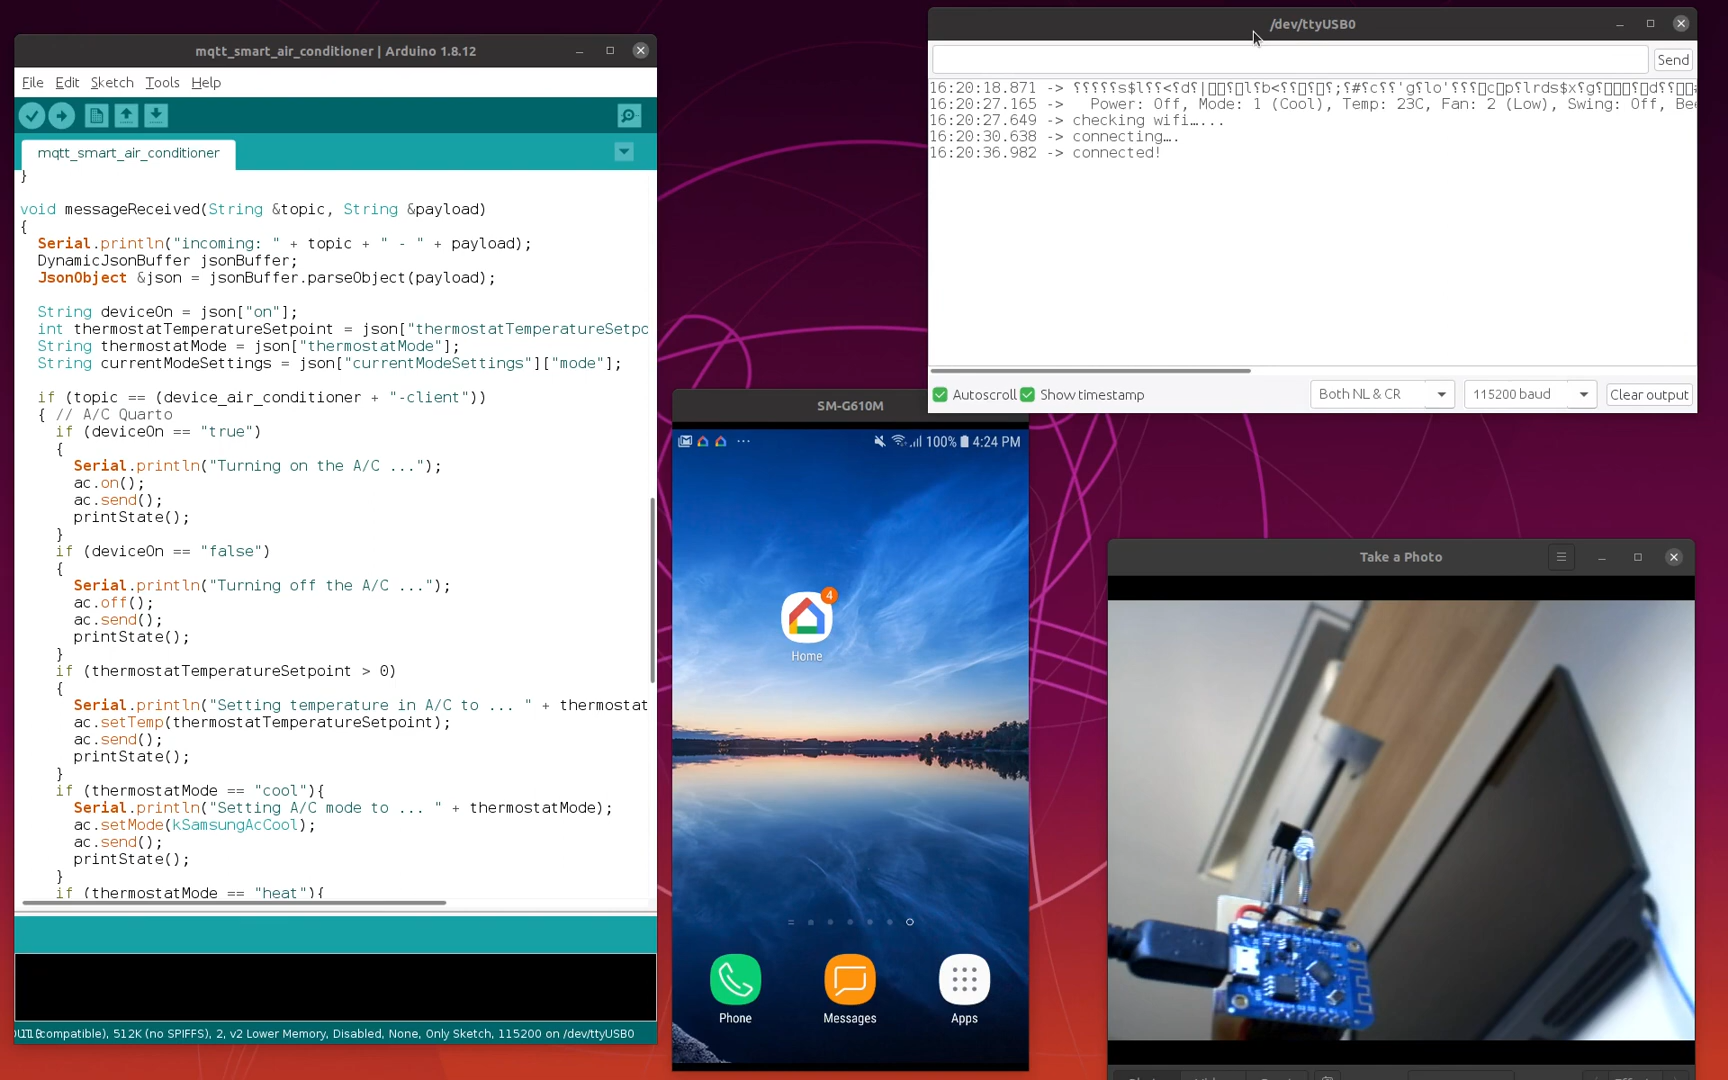 mqtt_smart_air_conditioner | Arduino 1.8.12
File Edit Sketch Tools Help
mqtt_smart_air_conditioner
}
void messageReceived(String &topic, String &payload)
{
Serial.println("incoming: " + topic + " - " + payload);
DynamicJsonBuffer jsonBuffer;
JsonObject &json = jsonBuffer.parseObject(payload);
String deviceOn = json["on"];
int thermostatTemperatureSetpoint = json["thermostatTemperatureSetpo
String thermostatMode = json["thermostatMode"];
String currentModeSettings = json["currentModeSettings"]["mode"];
if (topic == (device_air_conditioner + "-client"))
{ // A/C Quarto
if (deviceOn == "true")
{
Serial.println("Turning on the A/C ...");
ac.on();
ac.send();
printState();
}
if (deviceOn == "false")
{
Serial.println("Turning off the A/C ...");
ac.off();
ac.send();
printState();
}
if (thermostatTemperatureSetpoint > 0)
{
Serial.println("Setting temperature in A/C to ... " + thermostat
ac.setTemp(thermostatTemperatureSetpoint);
ac.send();
printState();
}
if (thermostatMode == "cool"){
Serial.println("Setting A/C mode to ... " + thermostatMode);
ac.setMode(kSamsungAcCool);
ac.send();
printState();
}
if (thermostatMode == "heat"){
(compatible), 512K (no SPIFFS), 2, v2 Lower Memory, Disabled, None, Only Sketch, 115200 on /dev/ttyUSB0
/dev/ttyUSB0
Send
16:20:18.871 ->
16:20:27.165 -> Power: Off, Mode: 1 (Cool), Temp: 23C, Fan: 2 (Low), Swing: Off, Bee
16:20:27.649 -> checking wifi…...
16:20:30.638 -> connecting….
16:20:36.982 -> connected!
Autoscroll Show timestamp Both NL & CR 115200 baud Clear output
SM-G610M
100% 4:24 PM
4
Home
Phone Messages Apps
Take a Photo